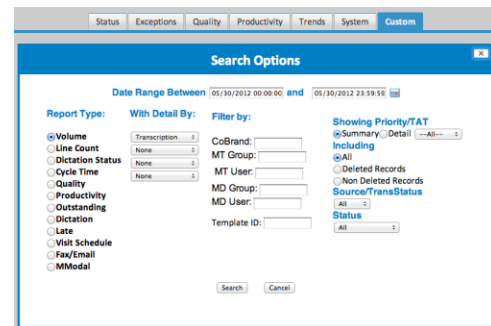 Status Exceptions Quality Productivity Trends System Custom
Search Options
x
Date Range Between 05/30/2012 00:00:00 and 05/30/2012 23:59:59
Report Type:
Volume
Line Count
Dictation Status
Cycle Time
Quality
Productivity
Outstanding
Dictation
Late
Visit Schedule
Fax/Email
MModal
With Detail By:
Transcription
None
None
None
Filter by:
CoBrand:
MT Group:
MT User:
MD Group:
MD User:
Template ID:
Showing Priority/TAT
Summary Detail --All--
Including
All
Deleted Records
Non Deleted Records
Source/TransStatus
All
Status
All
Search Cancel